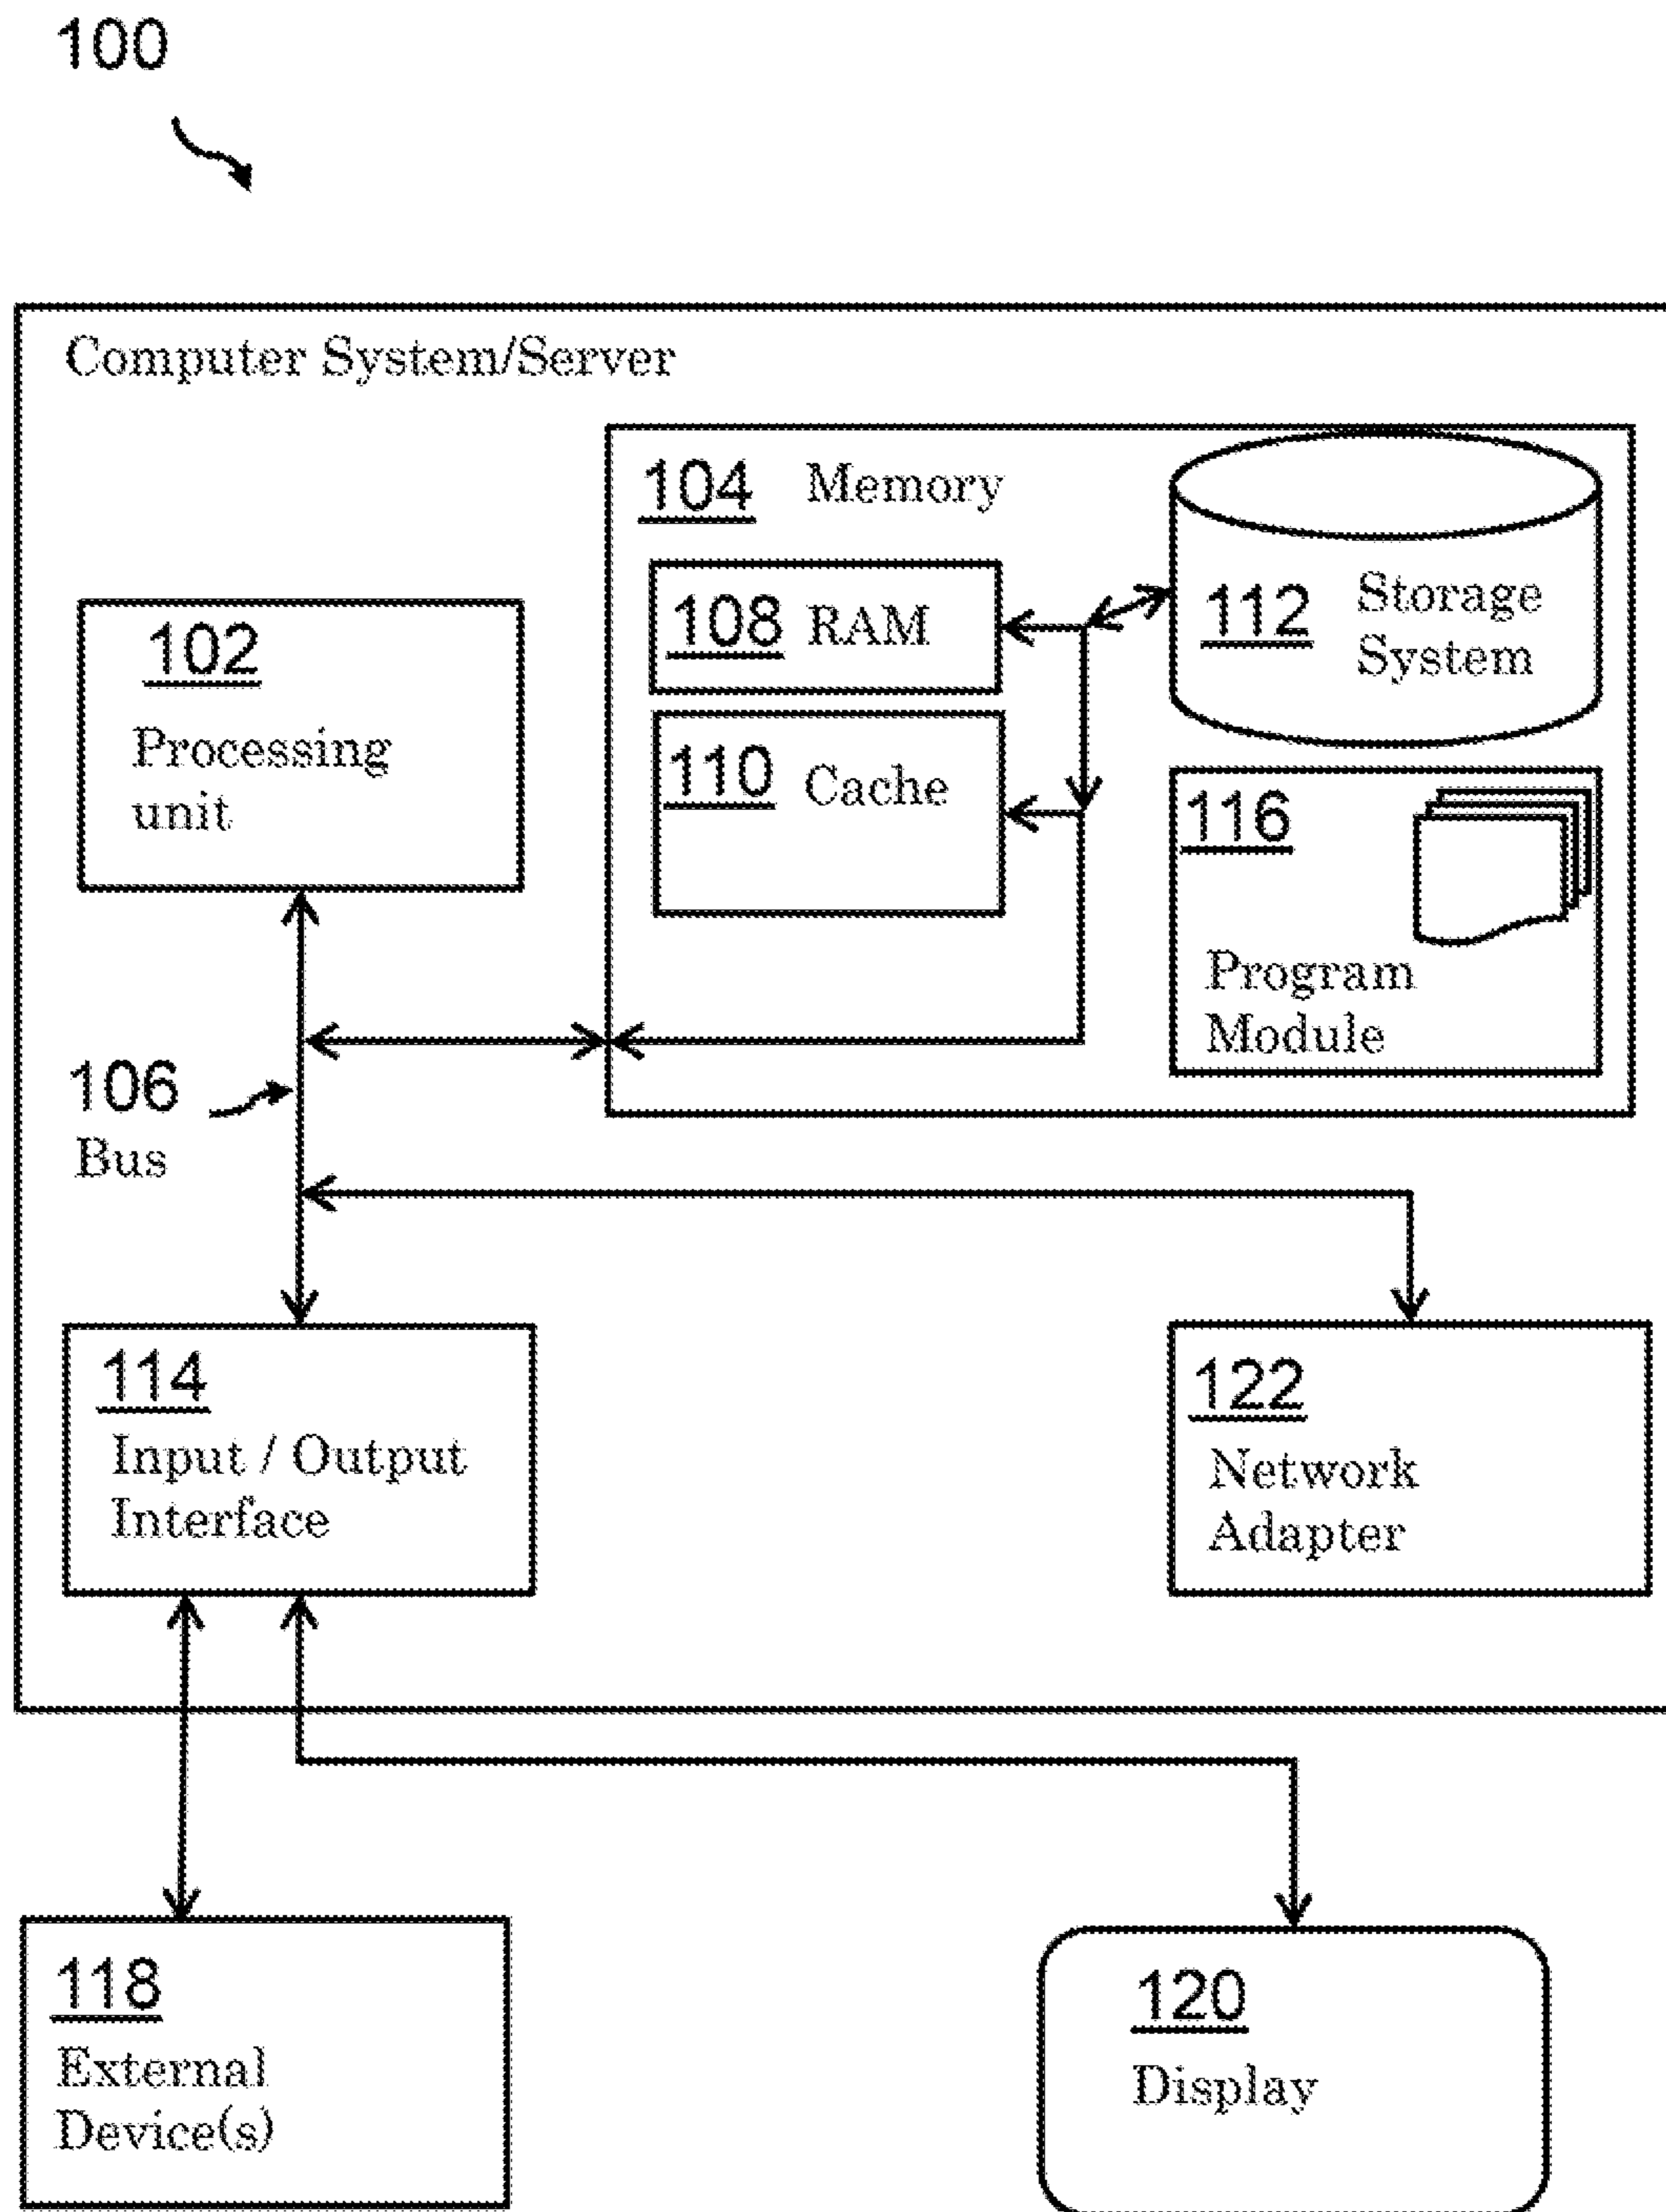 100
Computer System/Server
104 Memory
108 RAM
112 Storage
System
102
Processing
unit
110 Cache
116
Program
Module
106
Bus
114
Input / Output
Interface
122
Network
Adapter
118
External
Device(s)
120
Display